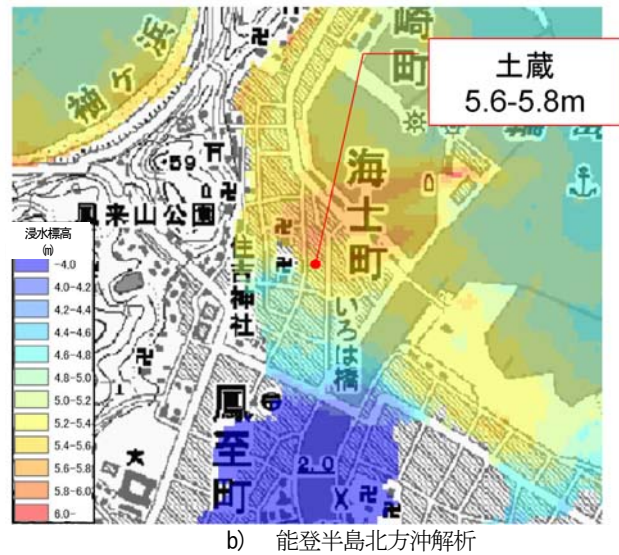 袖ヶ浜
崎町
土蔵
5.6-5.8m
59
鳳来山公園
海士町
住吉神社
いろは橋
鳳至町
2.0
浸水標高
(m)
-4.0
4.0-4.2
4.2-4.4
4.4-4.6
4.6-4.8
4.8-5.0
5.0-5.2
5.2-5.4
5.4-5.6
5.6-5.8
5.8-6.0
6.0-
b) 能登半島北方沖解析